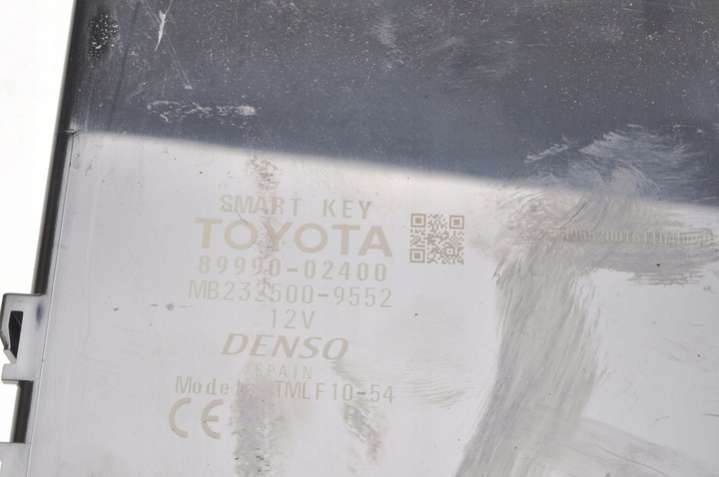 SMART KEY
TOYOTA
89990-02400
MB232500-9552
12V
DENSO
SPAIN
Model: TMLF10-54
CE